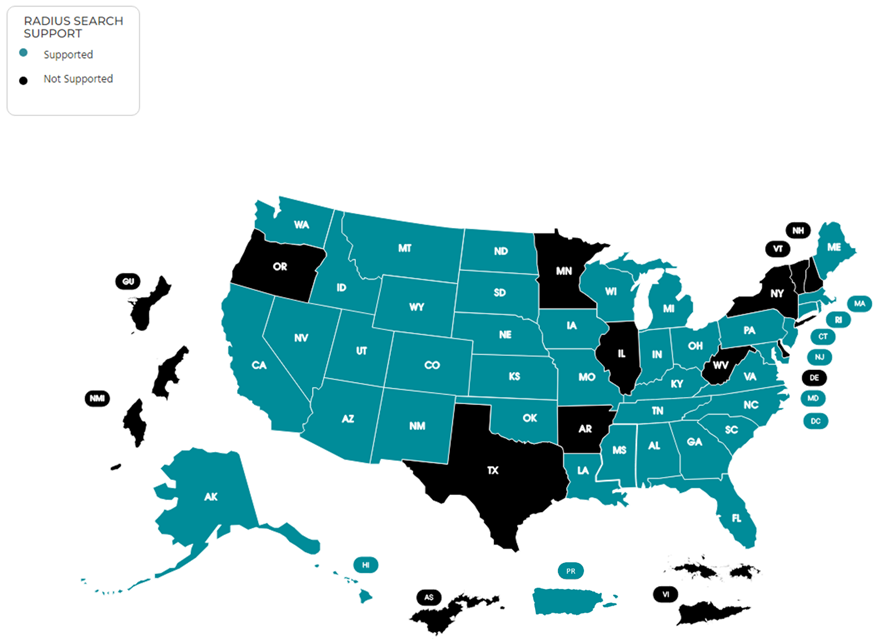 RADIUS SEARCH
SUPPORT
Supported
Not Supported
WA
MT
ND
MN
NH
VT
ME
OR
GU
ID
SD
WI
NY
MA
WY
MI
RI
IA
PA
CT
NV
NE
OH
NJ
UT
IL
IN
CA
CO
WV
VA
DE
KS
MO
KY
MD
NMI
NC
TN
DC
AZ
NM
OK
AR
SC
MS
AL
GA
TX
LA
AK
FL
HI
PR
AS
VI